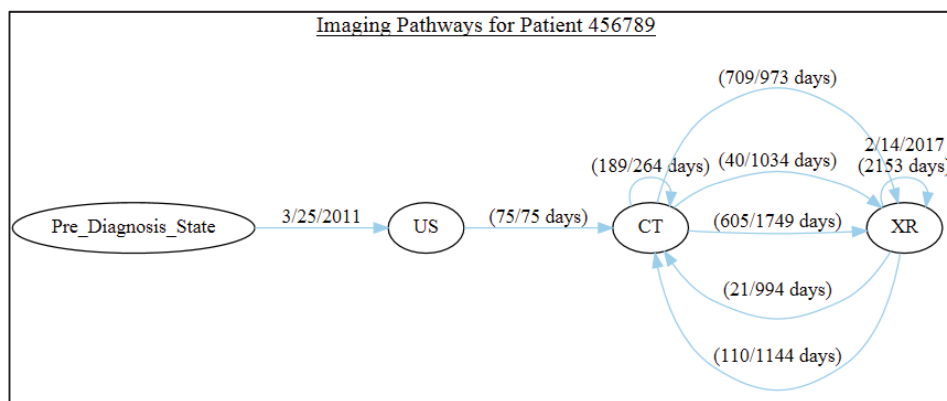 Imaging Pathways for Patient 456789
(709/973 days)
2/14/2017
(189/264 days)
(40/1034 days)
(2153 days)
Pre_Diagnosis_State
3/25/2011
US
(75/75 days)
CT
(605/1749 days)
XR
(21/994 days)
(110/1144 days)